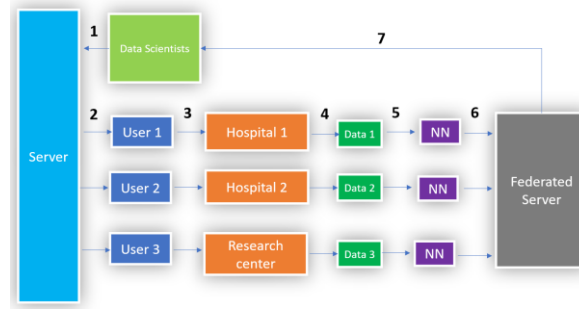 1
Data Scientists
7
2
3
4
5
6
User 1
Hospital 1
Data 1
NN
Server
User 2
Hospital 2
Data 2
NN
Federated
Server
User 3
Research
center
Data 3
NN